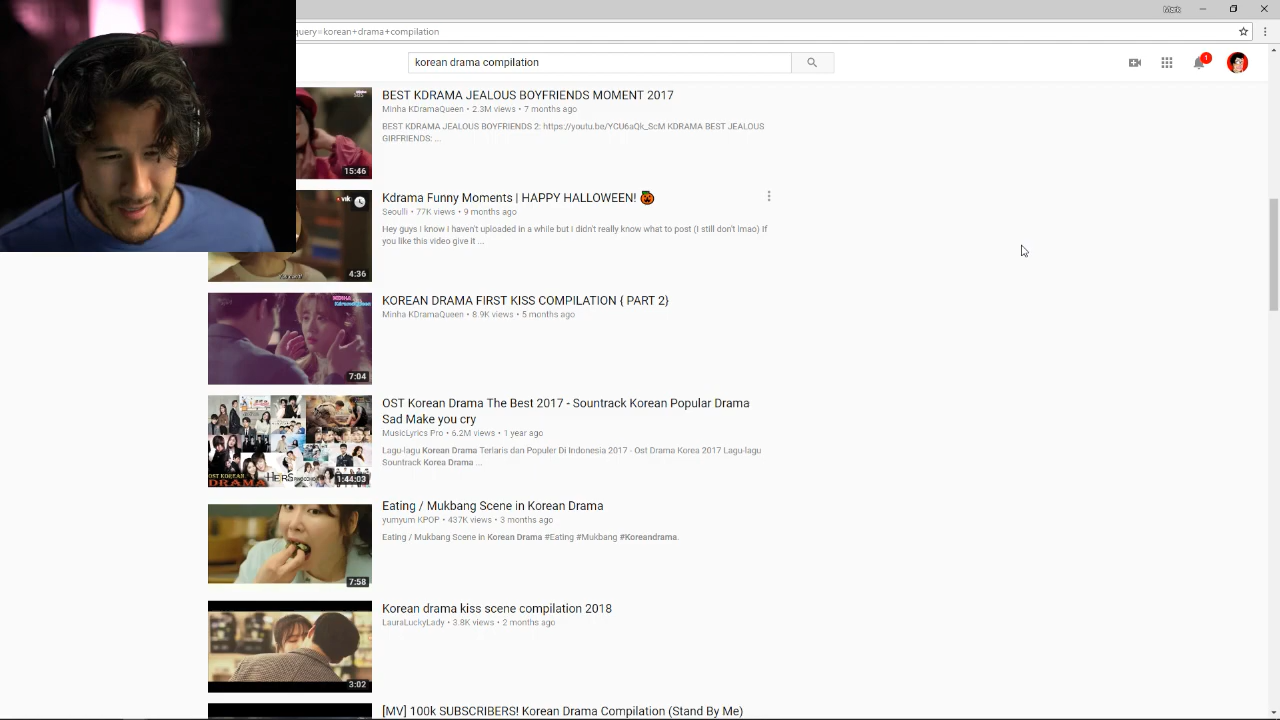 Mark
query=korean+drama+compilation
korean drama compilation
1
BEST KDRAMA JEALOUS BOYFRIENDS MOMENT 2017
Minha KDramaQueen • 2.3M views • 7 months ago
BEST KDRAMA JEALOUS BOYFRIENDS 2: https://youtu.be/YCU6aQk_ScM KDRAMA BEST JEALOUS
GIRFRIENDS: ...
15:46
Kdrama Funny Moments | HAPPY HALLOWEEN! 🎃
Seoulli • 77K views • 9 months ago
Hey guys I know I haven't uploaded in a while but I didn't really know what to post (I still don't lmao) If
you like this video give it ...
4:36
KOREAN DRAMA FIRST KISS COMPILATION { PART 2}
Minha KDramaQueen • 8.9K views • 5 months ago
7:04
OST Korean Drama The Best 2017 - Sountrack Korean Popular Drama
Sad Make you cry
MusicLyrics Pro • 6.2M views • 1 year ago
Lagu-lagu Korean Drama Terlaris dan Populer Di Indonesia 2017 - Ost Drama Korea 2017 Lagu-lagu
Sountrack Korea Drama ...
OST KOREAN
DRAMA
HEIRS
1:44:03
Eating / Mukbang Scene in Korean Drama
yumyum KPOP • 437K views • 3 months ago
Eating / Mukbang Scene in Korean Drama #Eating #Mukbang #Koreandrama.
7:58
Korean drama kiss scene compilation 2018
LauraLuckyLady • 3.8K views • 2 months ago
3:02
[MV] 100k SUBSCRIBERS! Korean Drama Compilation (Stand By Me)